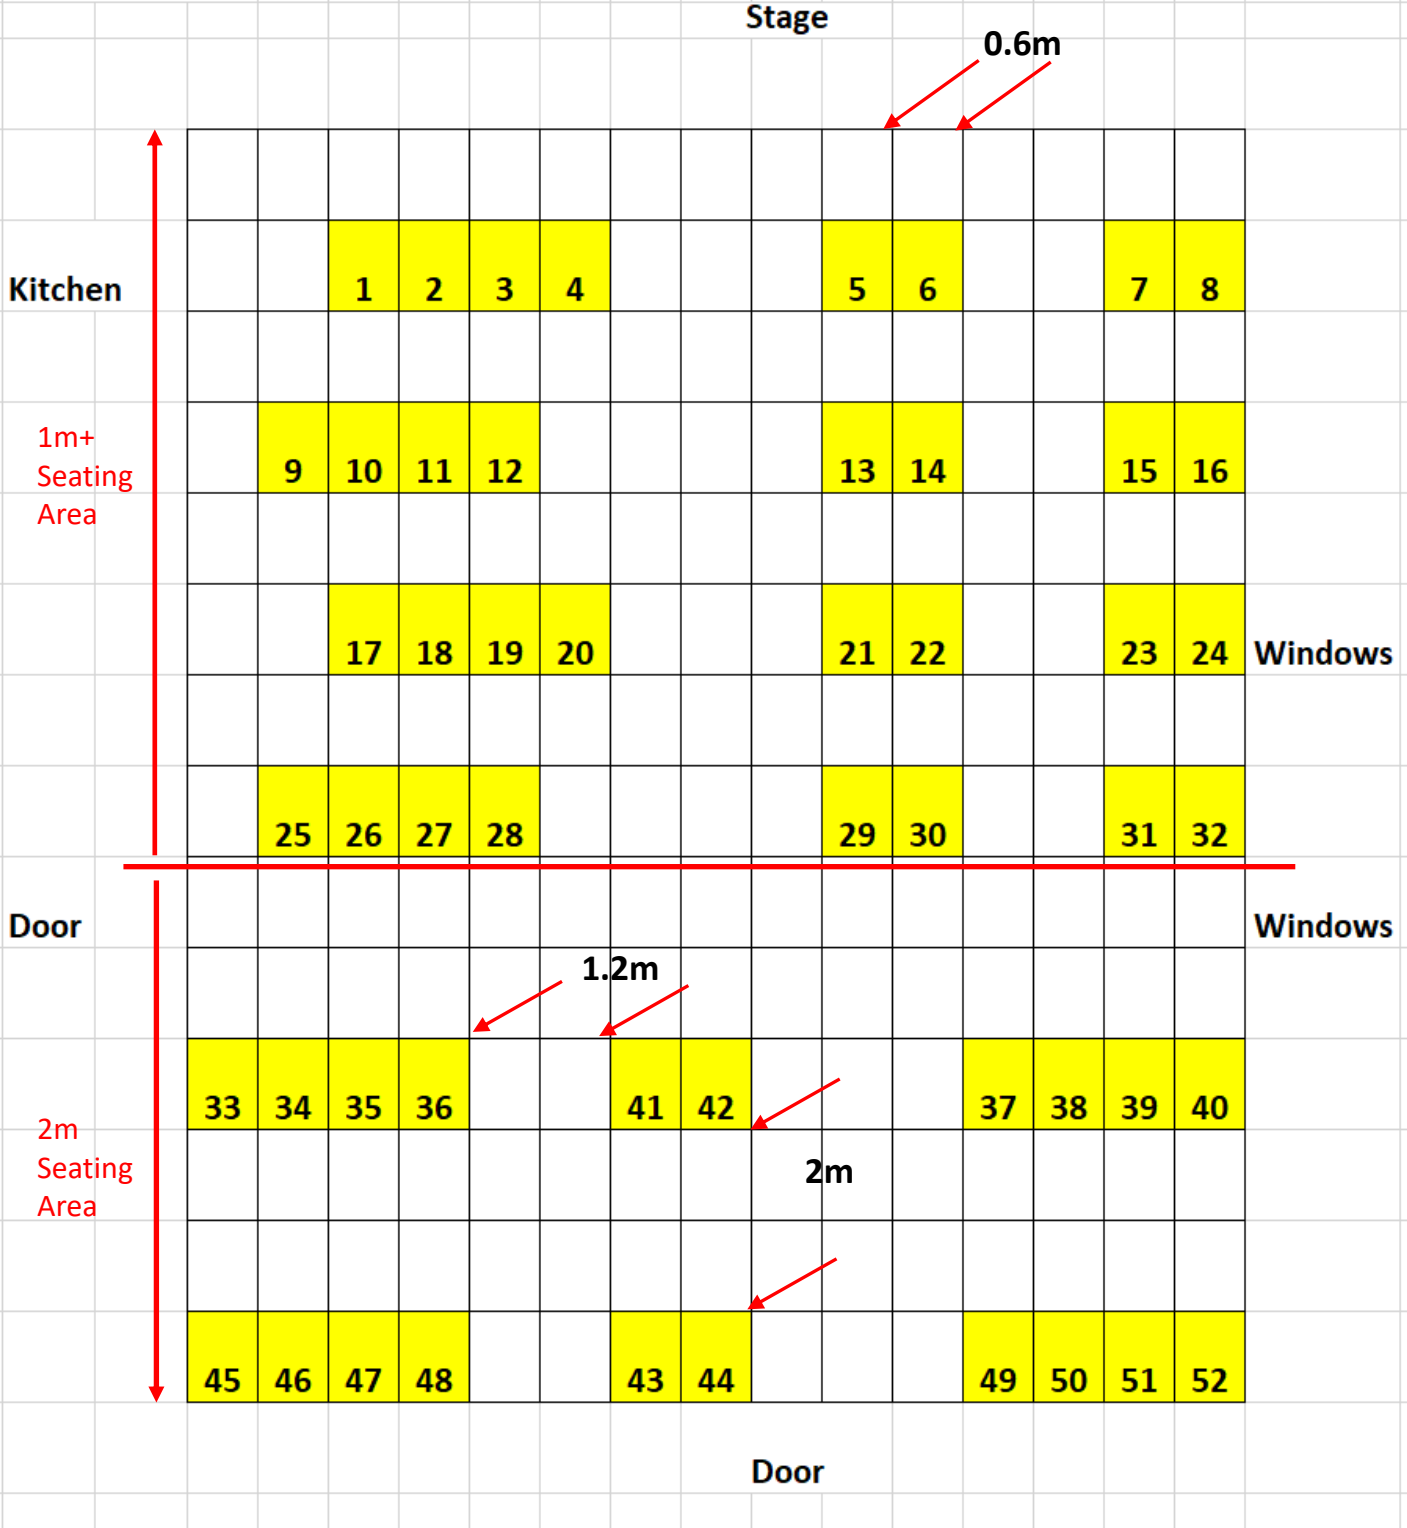 Stage
0.6m
Kitchen 1 2 3 4 5 6 7 8
1m+
Seating
Area
9 10 11 12 13 14 15 16
17 18 19 20 21 22 23 24 Windows
25 26 27 28 29 30 31 32
Door Windows
1.2m
33 34 35 36 41 42 37 38 39 40
2m
Seating
Area
2m
45 46 47 48 43 44 49 50 51 52
Door